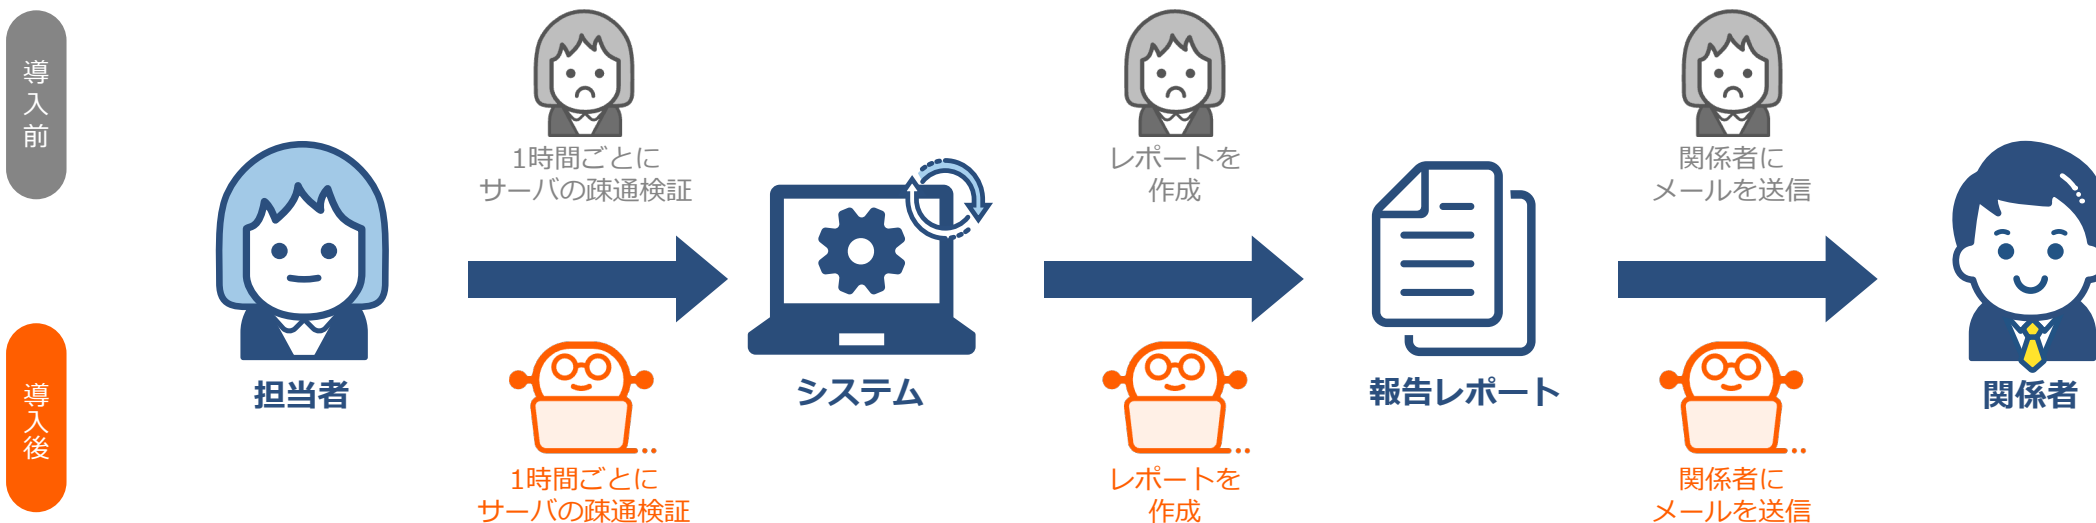 導入前
1時間ごとに
サーバの疎通検証
レポートを
作成
関係者に
メールを送信
担当者
システム
報告レポート
関係者
導入後
1時間ごとに
サーバの疎通検証
レポートを
作成
関係者に
メールを送信